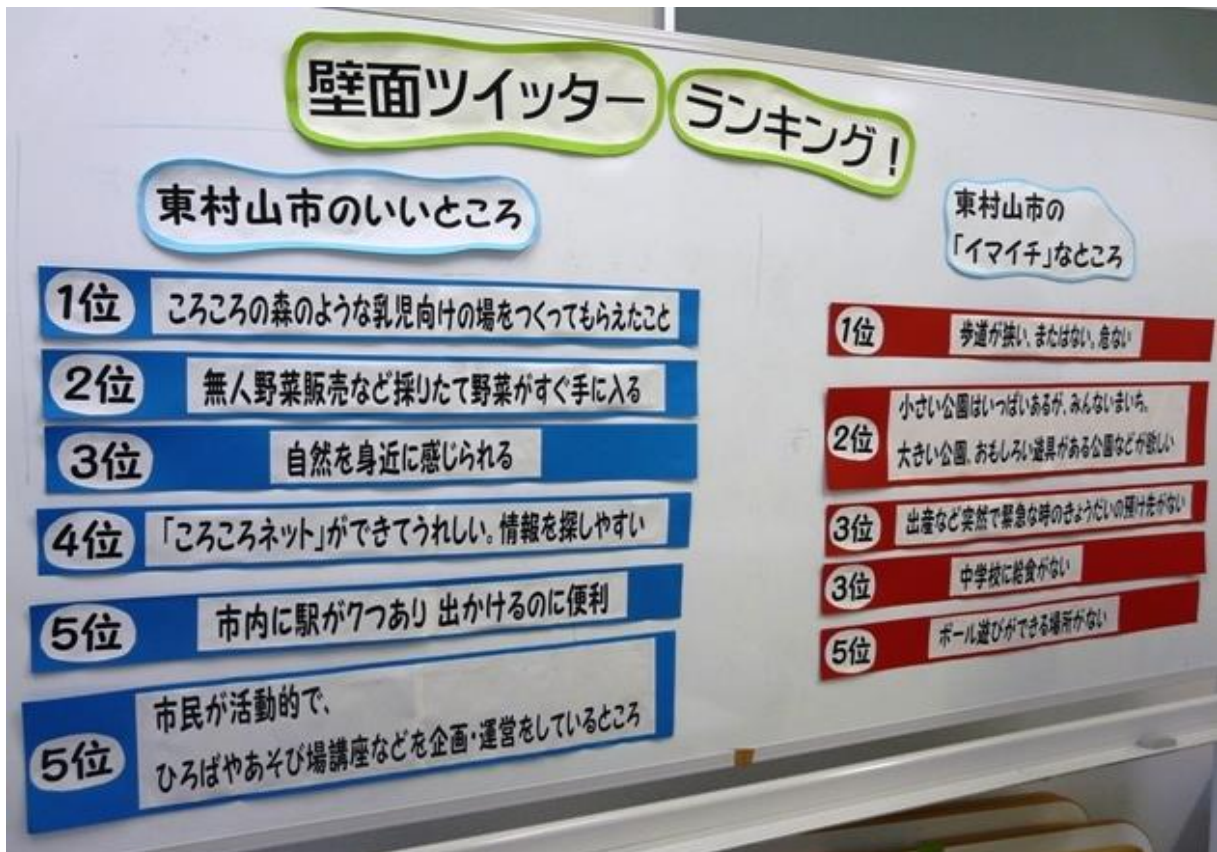 壁面ツイッター
ランキング!
東村山市のいいところ
1位 ころころの森のような乳児向けの場をつくってもらえたこと
2位 無人野菜販売など採りたて野菜がすぐ手に入る
3位 自然を身近に感じられる
4位 「ころころネット」ができてうれしい。情報を探しやすい
5位 市内に駅が7つあり 出かけるのに便利
5位 市民が活動的で、
ひろばやあそび場講座などを企画・運営をしているところ
東村山市の
「イマイチ」なところ
1位 歩道が狭い、またはない。危ない
2位 小さい公園はいっぱいあるが、みんないまいち。
大きい公園、おもしろい遊具がある公園などが欲しい
3位 出産など突然で緊急な時のきょうだいの預け先がない
3位 中学校に給食がない
5位 ボール遊びができる場所がない